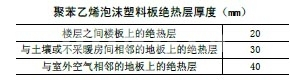 聚苯乙烯泡沫塑料板绝热层厚度（mm）
楼层之间楼板上的绝热层 20
与土壤或不采暖房间相邻的地板上的绝热层 30
与室外空气相邻的地板上的绝热层 40